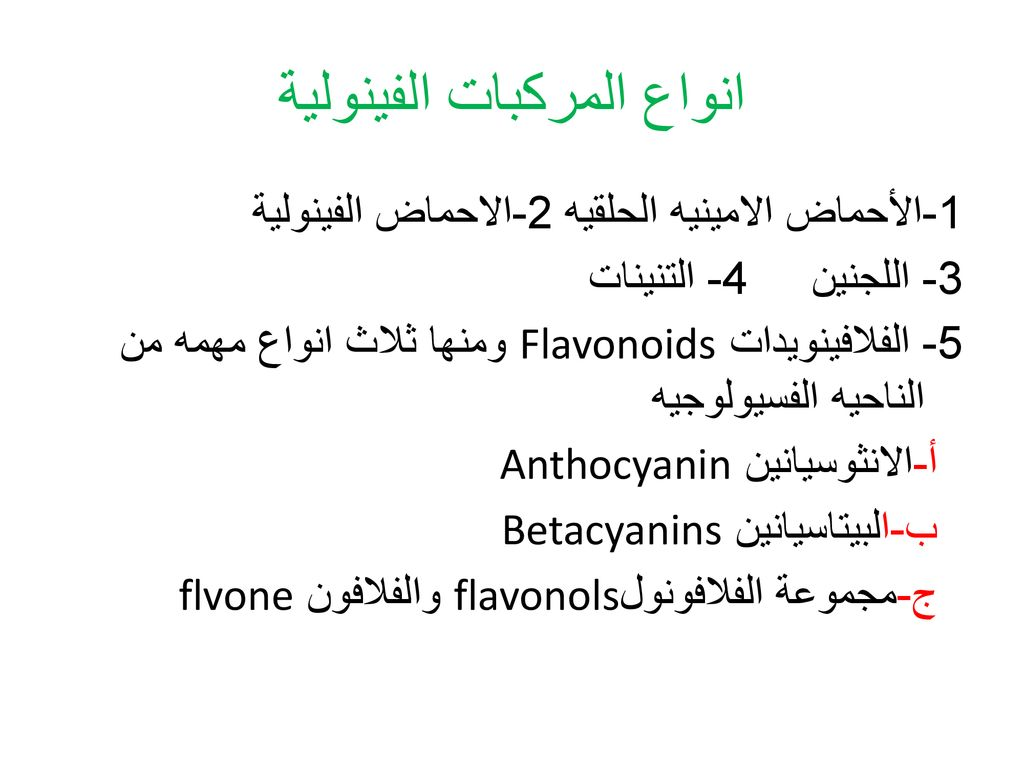 انواع المركبات الفينولية
1-الأحماض الامينيه الحلقيه 2-الاحماض الفينولية
3- اللجنين 4- التنينات
5- الفلافينويدات Flavonoids ومنها ثلاث انواع مهمه من
الناحيه الفسيولوجيه
أ-الانثوسيانين Anthocyanin
ب-البيتاسيانين Betacyanins
ج-مجموعة الفلافونولflavonols والفلافون flvone